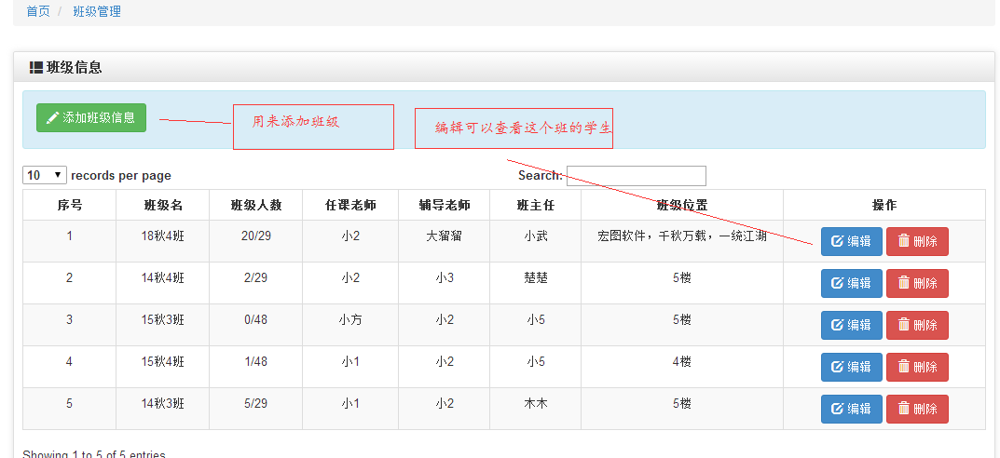 首页 / 班级管理
班级信息
添加班级信息 用来添加班级 编辑可以查看这个班的学生
10 records per page Search:
序号 班级名 班级人数 任课老师 辅导老师 班主任 班级位置 操作
1 18秋4班 20/29 小2 大溜溜 小武 宏图软件，千秋万载，一统江湖 编辑 删除
2 14秋4班 2/29 小2 小3 楚楚 5楼 编辑 删除
3 15秋3班 0/48 小方 小2 小5 5楼 编辑 删除
4 15秋4班 1/48 小1 小2 小5 4楼 编辑 删除
5 14秋3班 5/29 小1 小2 木木 5楼 编辑 删除
Showing 1 to 5 of 5 entries